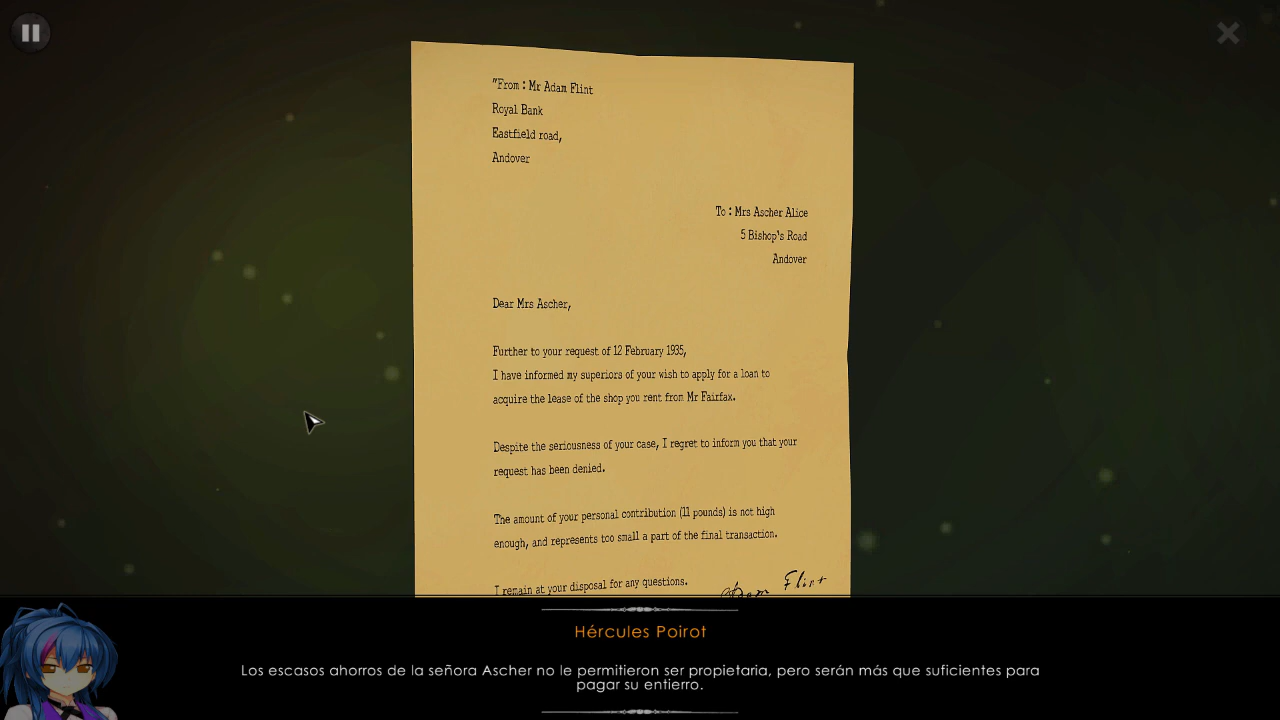 "From : Mr Adam Flint
Royal Bank
Eastfield road,
Andover
To : Mrs Ascher Alice
5 Bishop's Road
Andover
Dear Mrs Ascher,
Further to your request of 12 February 1935,
I have informed my superiors of your wish to apply for a loan to
acquire the lease of the shop you rent from Mr Fairfax.
Despite the seriousness of your case, I regret to inform you that your
request has been denied.
The amount of your personal contribution (11 pounds) is not high
enough, and represents too small a part of the final transaction.
I remain at your disposal for any questions.
Adam Flint
Hércules Poirot
Los escasos ahorros de la señora Ascher no le permitieron ser propietaria, pero serán más que suficientes para
pagar su entierro.